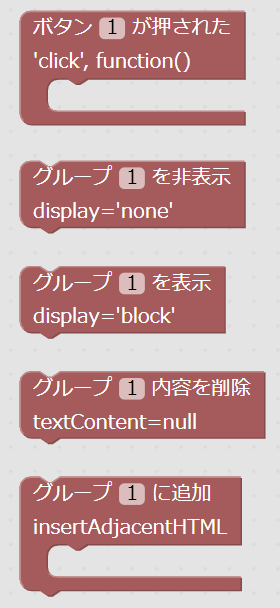 ボタン 1 が押された
'click', function()
グループ 1 を非表示
display='none'
グループ 1 を表示
display='block'
グループ 1 内容を削除
textContent=null
グループ 1 に追加
insertAdjacentHTML